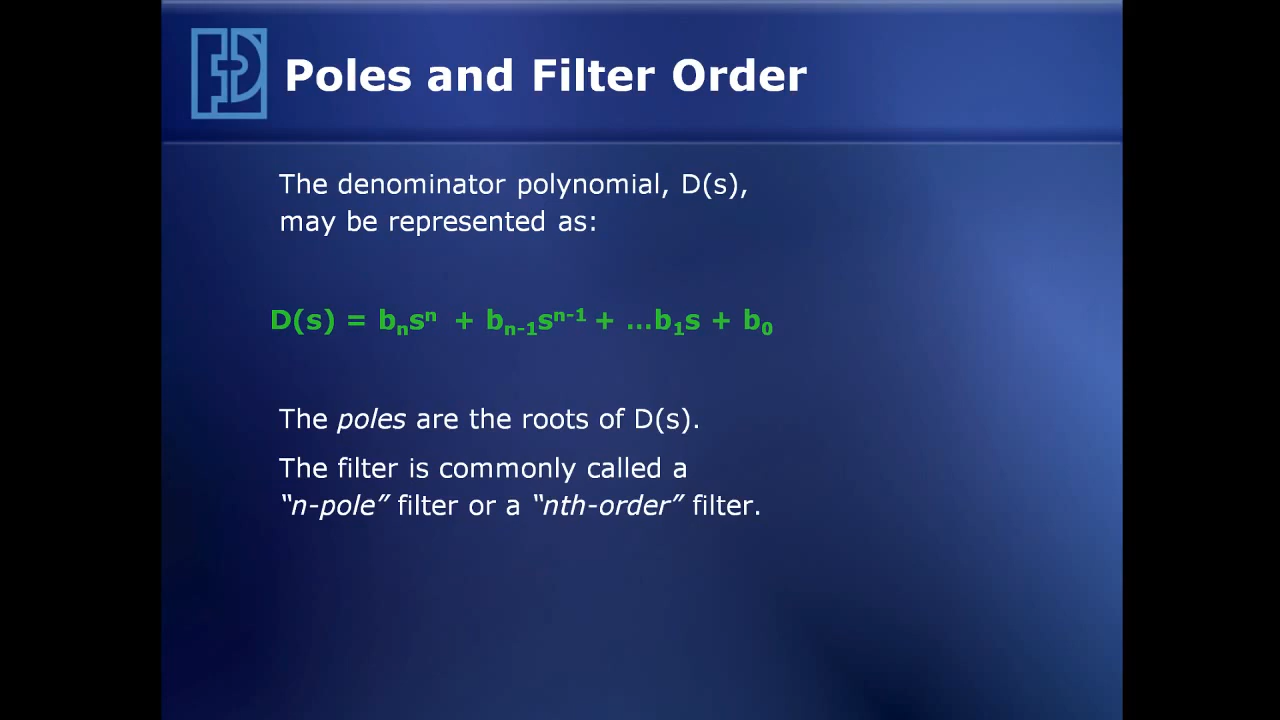 Poles and Filter Order
The denominator polynomial, D(s),
may be represented as:
D(s) = bₙsⁿ + bₙ₋₁sⁿ⁻¹ + …b₁s + b₀
The poles are the roots of D(s).
The filter is commonly called a
“n-pole” filter or a “nth-order” filter.